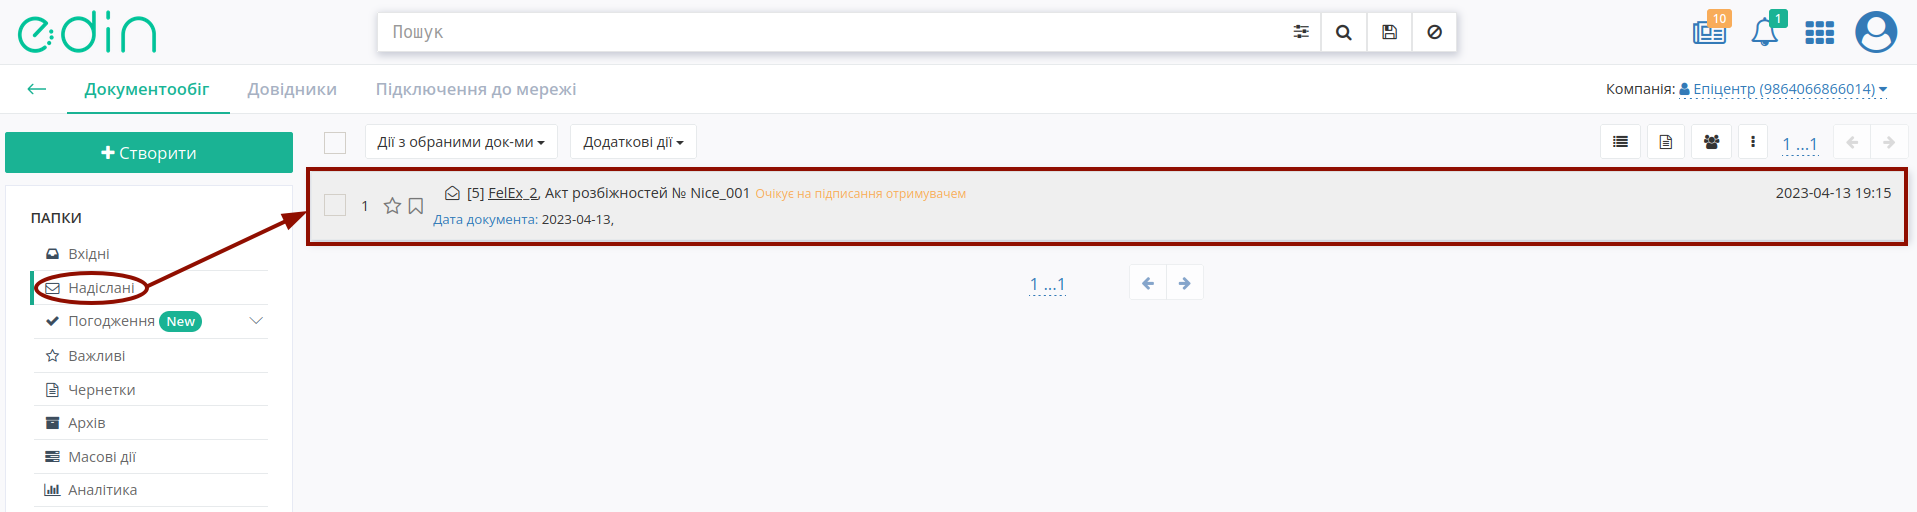 edin
Пошук
10
1
Документообіг
Довідники
Підключення до мережі
Компанія: Епіцентр (9864066866014)
Створити
Дії з обраними док-ми
Додаткові дії
1 ...1
ПАПКИ
Вхідні
Надіслані
Погодження New
Важливі
Чернетки
Архів
Масові дії
Аналітика
1 [5] FelEx_2, Акт розбіжностей № Nice_001 Очікує на підписання отримувачем 2023-04-13 19:15
Дата документа: 2023-04-13,
1 ...1